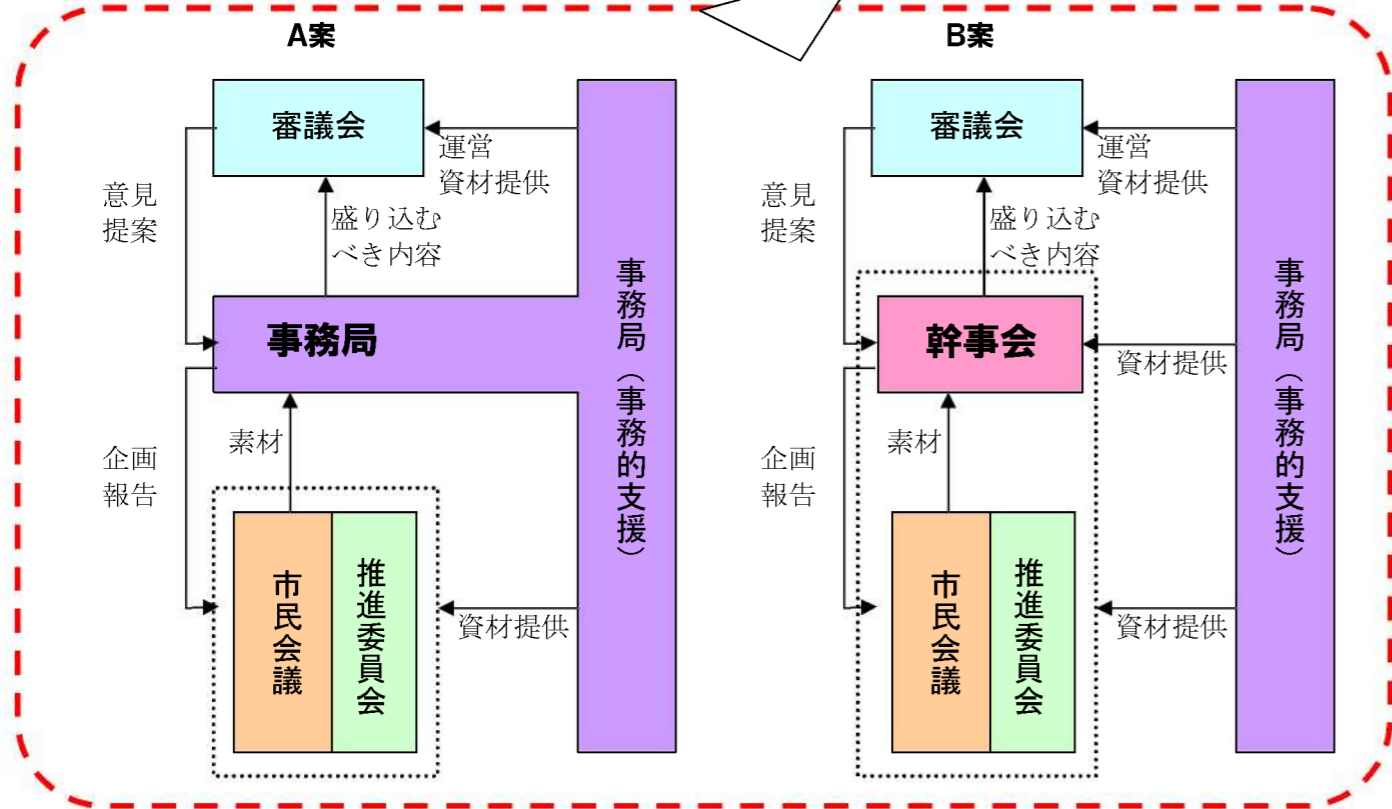 A案
審議会
運営
資材提供
意見
提案
盛り込む
べき内容
事務局
事務局（事務的支援）
企画
報告
素材
市民会議
推進委員会
資材提供
B案
審議会
運営
資材提供
意見
提案
盛り込む
べき内容
幹事会
資材提供
事務局（事務的支援）
企画
報告
素材
市民会議
推進委員会
資材提供